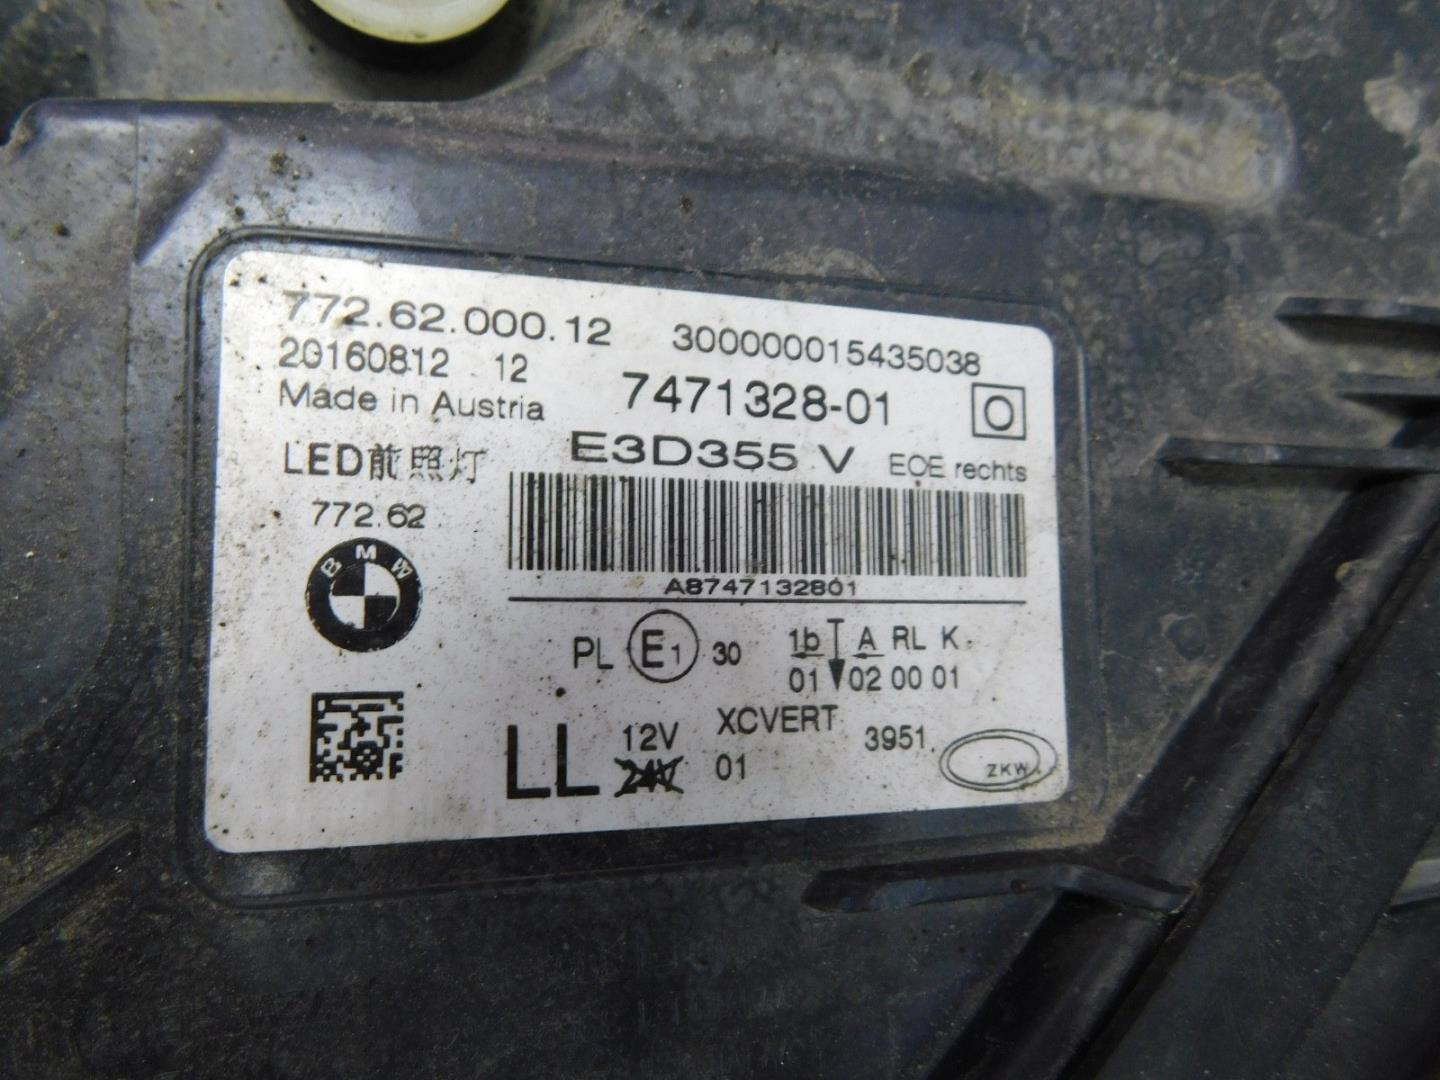 772.62.000.12 300000015435038
20160812 12
7471328-01 O
Made in Austria
LED前照灯 E3D355 V EOE rechts
772.62
BMW
A8747132801
PL E1 30 1b A RL K
01 02 00 01
LL 12V XCVERT 3951
24V 01
ZKW